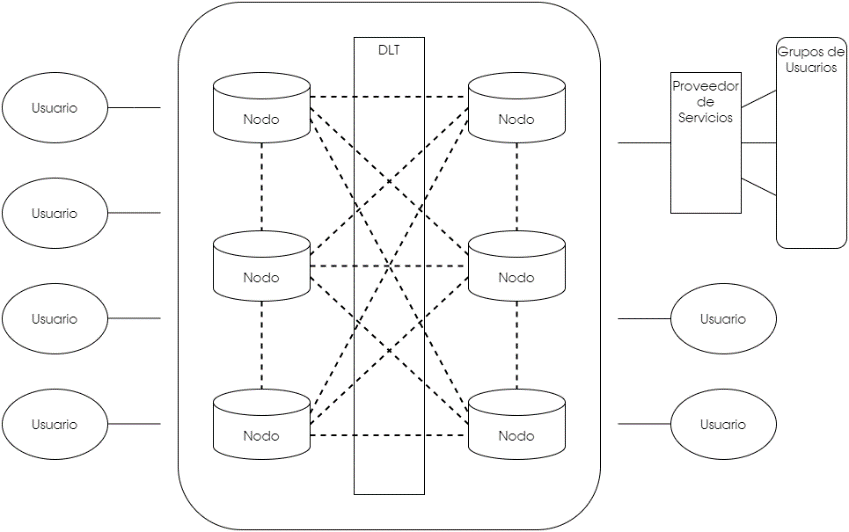 DLT
Grupos de
Usuarios
Usuario
Nodo
Nodo
Proveedor
de
Servicios
Usuario
Usuario
Nodo
Nodo
Usuario
Usuario
Nodo
Nodo
Usuario